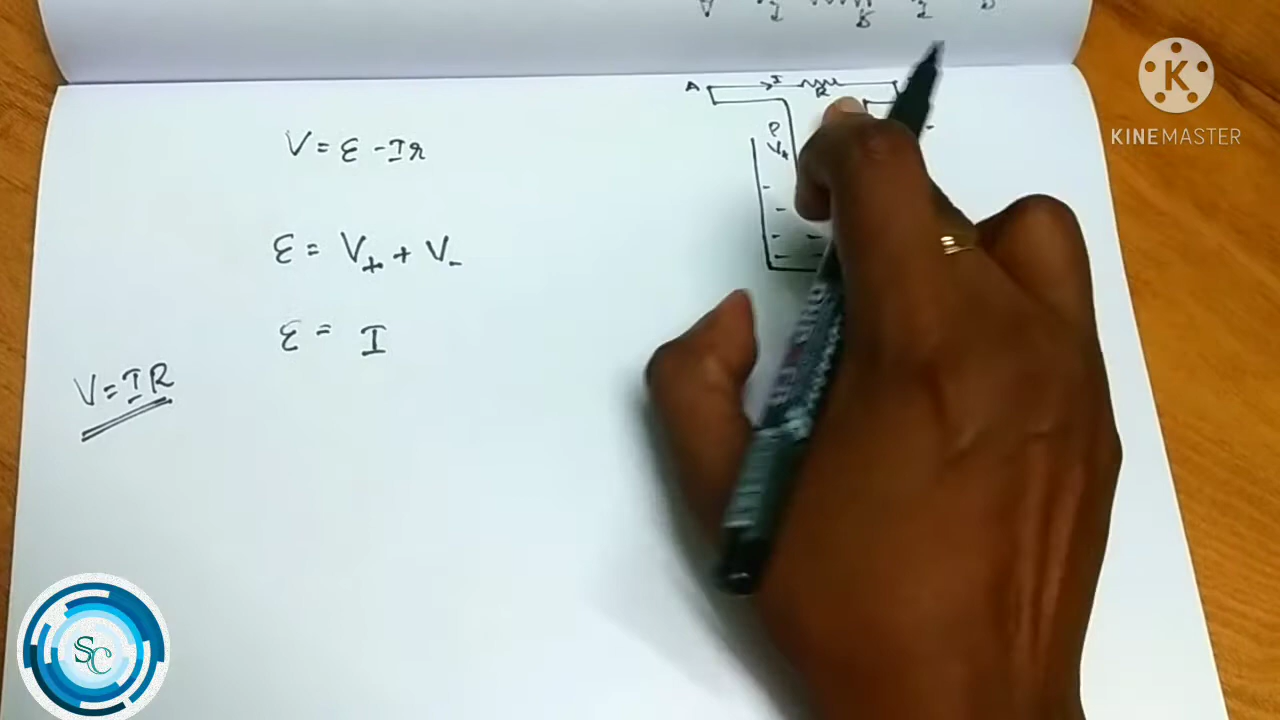 A I R
P
V+
V = ε - Ir
ε = V+ + V-
ε = I
V = IR
KINEMASTER
K
SC